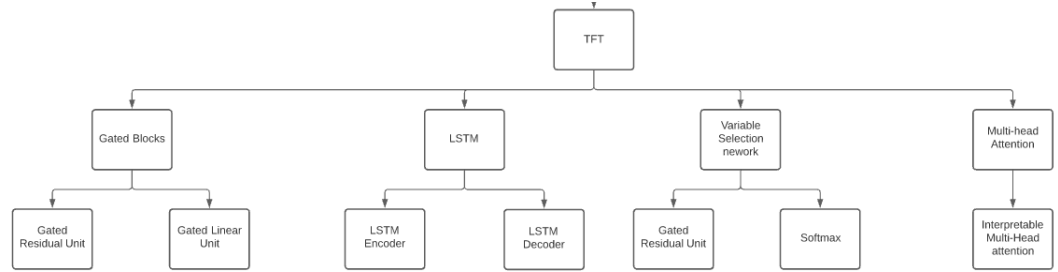 TFT
Gated Blocks
LSTM
Variable
Selection
nework
Multi-head
Attention
Gated
Residual Unit
Gated Linear
Unit
LSTM
Encoder
LSTM
Decoder
Gated
Residual Unit
Softmax
Interpretable
Multi-Head
attention